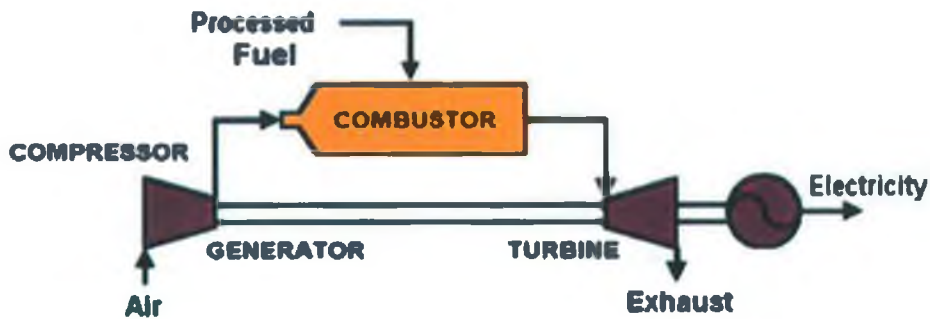 Processed
Fuel
COMBUSTOR
COMPRESSOR
Electricity
GENERATOR
TURBINE
Air
Exhaust